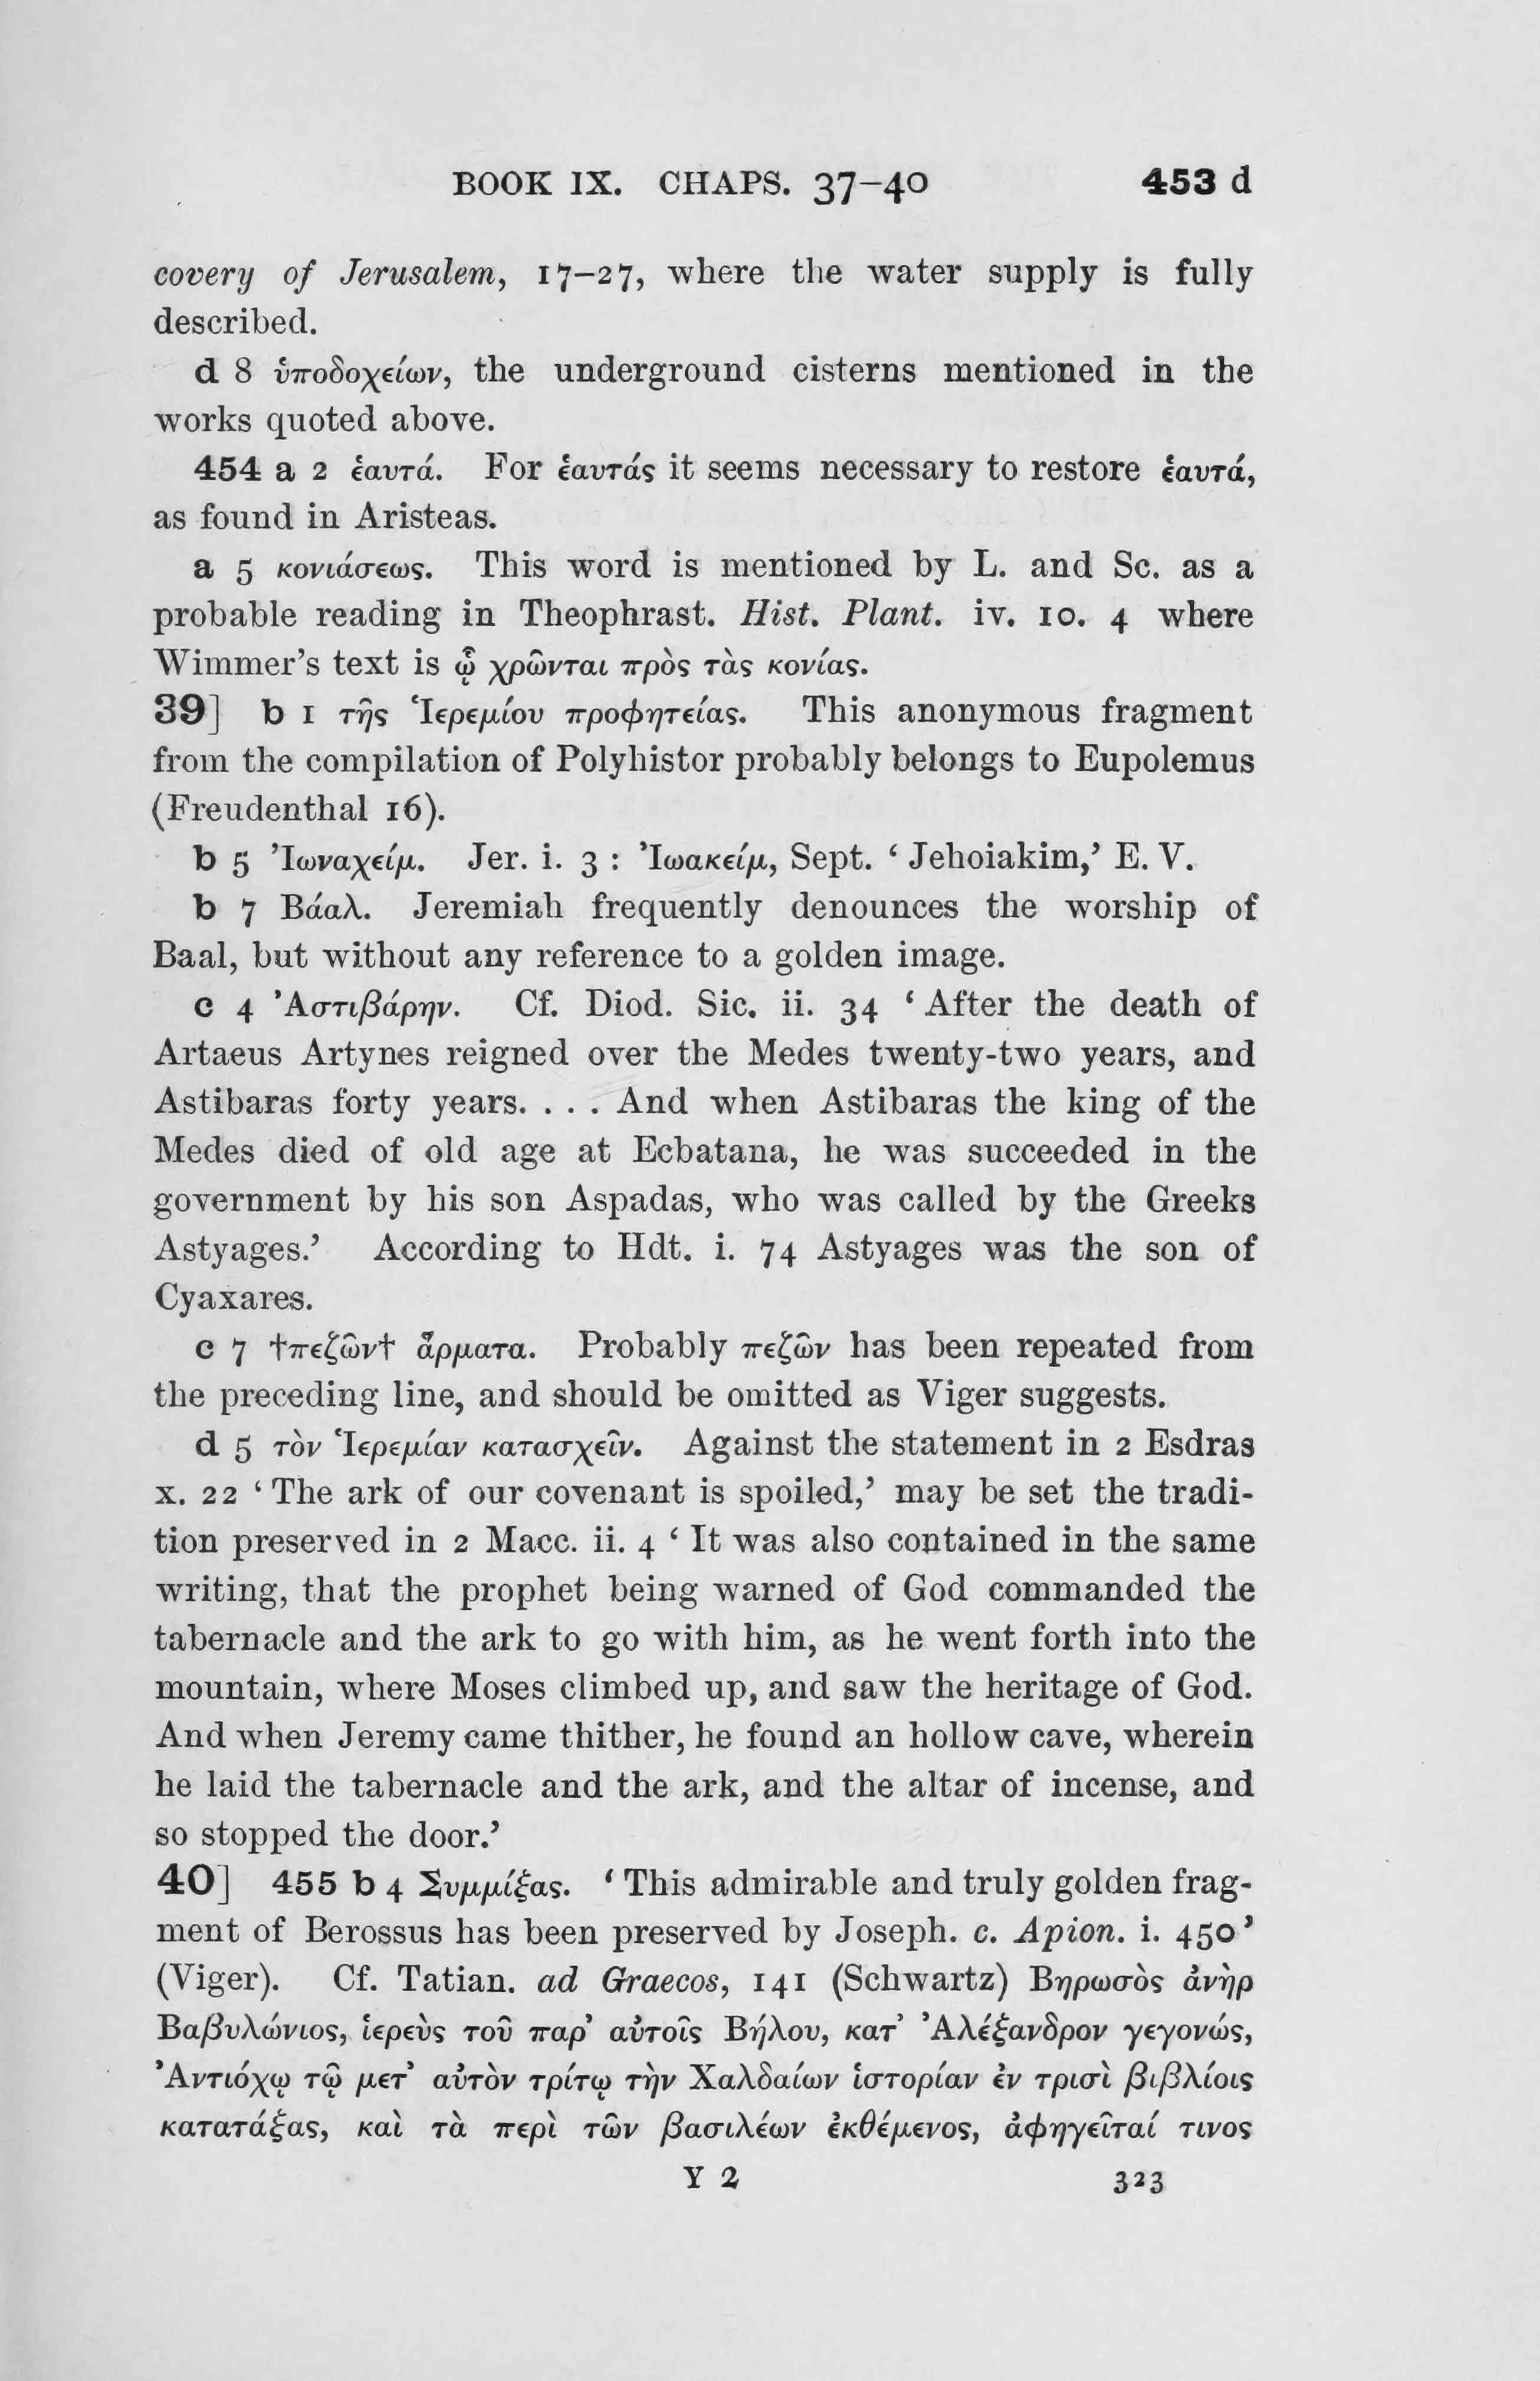 BOOK IX. CHAPS. 37–40 453 d
covery of Jerusalem, 17–27, where the water supply is fully
described.
d 8 ὑποδοχείων, the underground cisterns mentioned in the
works quoted above.
454 a 2 ἑαυτά. For ἑαυτάς it seems necessary to restore ἑαυτά,
as found in Aristeas.
a 5 κονιάσεως. This word is mentioned by L. and Sc. as a
probable reading in Theophrast. Hist. Plant. iv. 10. 4 where
Wimmer's text is ᾧ χρῶνται πρὸς τὰς κονίας.
39] b 1 τῆς Ἱερεμίου προφητείας. This anonymous fragment
from the compilation of Polyhistor probably belongs to Eupolemus
(Freudenthal 16).
b 5 Ἰωναχείμ. Jer. i. 3 : Ἰωακείμ, Sept. ‘ Jehoiakim,’ E. V.
b 7 Βάαλ. Jeremiah frequently denounces the worship of
Baal, but without any reference to a golden image.
c 4 Ἀστιβάρην. Cf. Diod. Sic. ii. 34 ‘ After the death of
Artaeus Artynes reigned over the Medes twenty-two years, and
Astibaras forty years. . . . And when Astibaras the king of the
Medes died of old age at Ecbatana, he was succeeded in the
government by his son Aspadas, who was called by the Greeks
Astyages.’ According to Hdt. i. 74 Astyages was the son of
Cyaxares.
c 7 †πεζῶν† ἅρματα. Probably πεζῶν has been repeated from
the preceding line, and should be omitted as Viger suggests.
d 5 τὸν Ἱερεμίαν κατασχεῖν. Against the statement in 2 Esdras
x. 22 ‘ The ark of our covenant is spoiled,’ may be set the tradi-
tion preserved in 2 Macc. ii. 4 ‘ It was also contained in the same
writing, that the prophet being warned of God commanded the
tabernacle and the ark to go with him, as he went forth into the
mountain, where Moses climbed up, and saw the heritage of God.
And when Jeremy came thither, he found an hollow cave, wherein
he laid the tabernacle and the ark, and the altar of incense, and
so stopped the door.’
40] 455 b 4 Συμμίξας. ‘ This admirable and truly golden frag-
ment of Berossus has been preserved by Joseph. c. Apion. i. 450 ’
(Viger). Cf. Tatian. ad Graecos, 141 (Schwartz) Βηρωσὸς ἀνὴρ
Βαβυλώνιος, ἱερεὺς τοῦ παρ’ αὐτοῖς Βήλου, κατ’ Ἀλέξανδρον γεγονώς,
Ἀντιόχῳ τῷ μετ’ αὐτὸν τρίτῳ τὴν Χαλδαίων ἱστορίαν ἐν τρισὶ βιβλίοις
κατατάξας, καὶ τὰ περὶ τῶν βασιλέων ἐκθέμενος, ἀφηγεῖταί τινος
Y 2 323